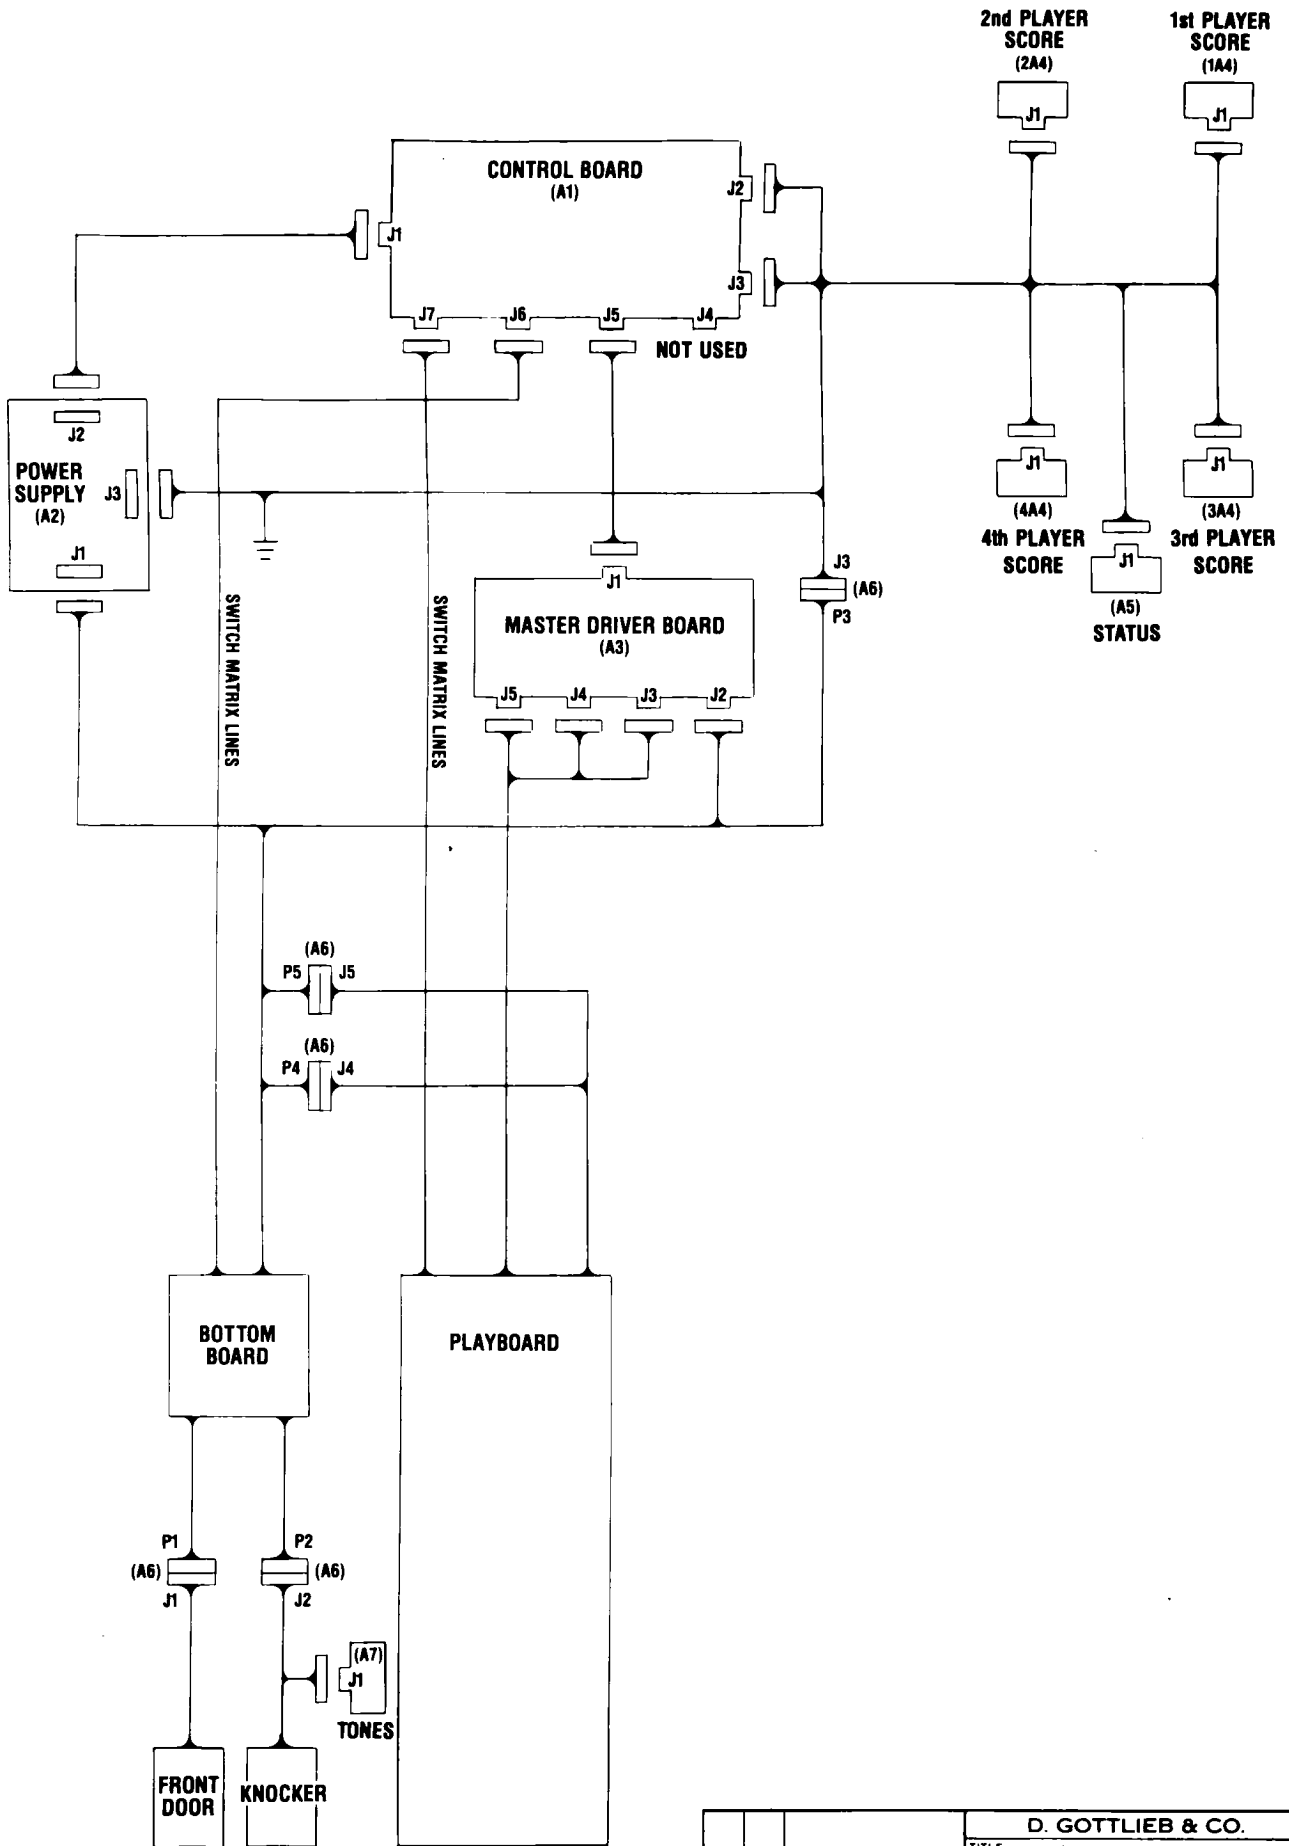 2nd PLAYER
SCORE
(2A4)
J1
1st PLAYER
SCORE
(1A4)
J1
CONTROL BOARD
(A1)
J1
J2
J3
J7
J6
J5
J4
NOT USED
J2
POWER
SUPPLY
(A2)
J3
J1
J1
(4A4)
4th PLAYER
SCORE
J1
(3A4)
3rd PLAYER
SCORE
J1
(A5)
STATUS
SWITCH MATRIX LINES
SWITCH MATRIX LINES
J1
MASTER DRIVER BOARD
(A3)
J5
J4
J3
J2
J3
(A6)
P3
(A6)
P5
J5
(A6)
P4
J4
BOTTOM
BOARD
PLAYBOARD
P1
(A6)
J1
P2
(A6)
J2
(A7)
J1
TONES
FRONT
DOOR
KNOCKER
D. GOTTLIEB & CO.